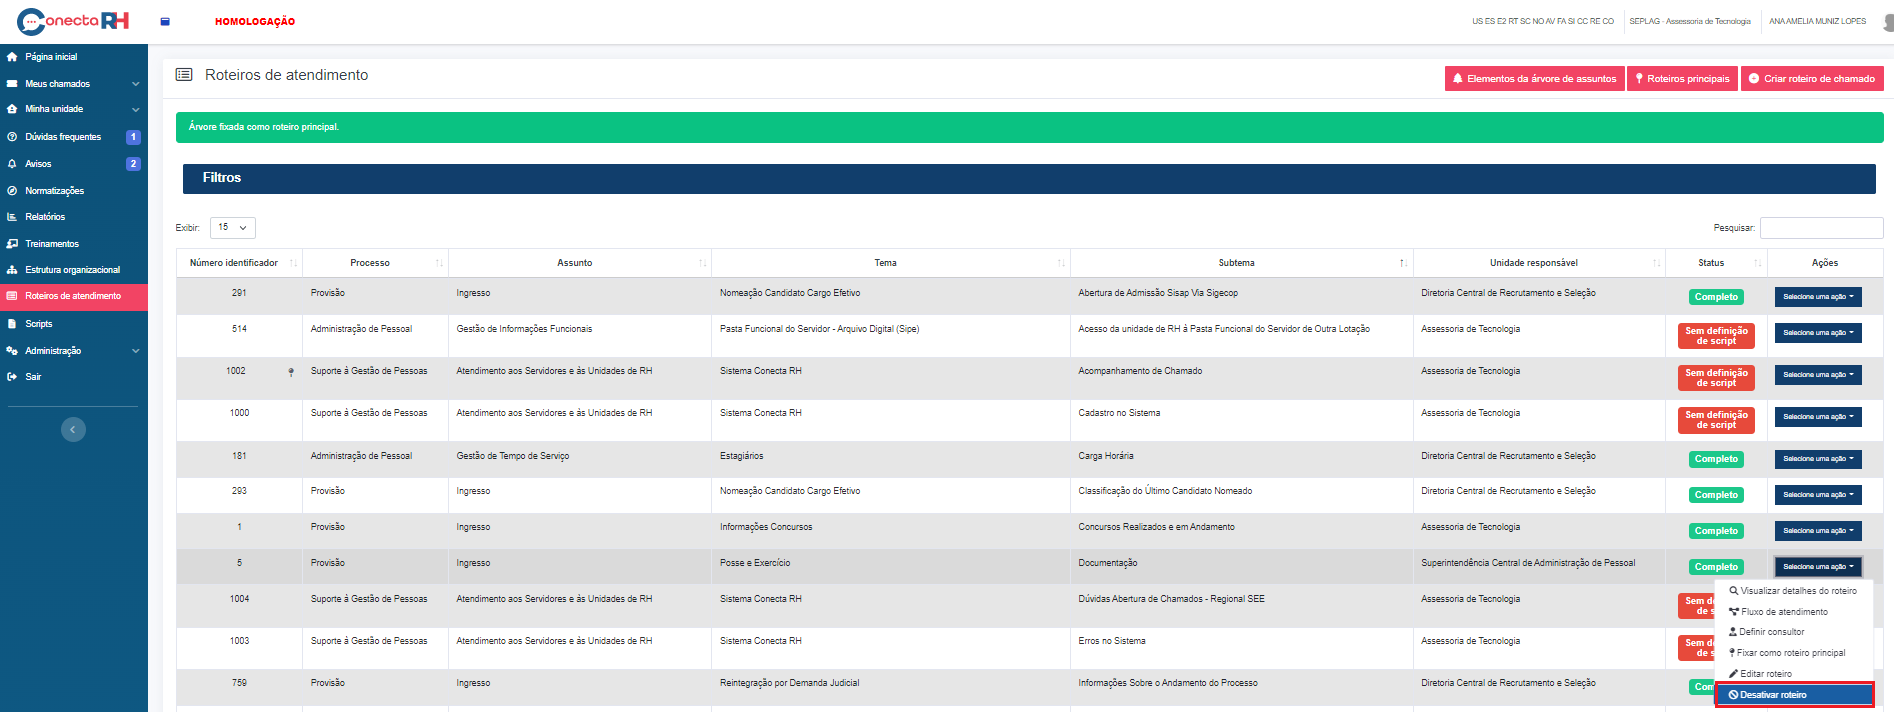 ConectaRH
HOMOLOGAÇÃO
US ES E2 RT SC NO AV FA SI CC RE CO
SEPLAG - Assessoria de Tecnologia
ANA AMELIA MUNIZ LOPES
Página inicial
Meus chamados
Minha unidade
Dúvidas frequentes 1
Avisos 2
Normatizações
Relatórios
Treinamentos
Estrutura organizacional
Roteiros de atendimento
Scripts
Administração
Sair
Roteiros de atendimento
Elementos da árvore de assuntos
Roteiros principais
Criar roteiro de chamado
Árvore fixada como roteiro principal.
Filtros
Exibir: 15
Pesquisar:
Número identificador Processo Assunto Tema Subtema Unidade responsável Status Ações
291 Provisão Ingresso Nomeação Candidato Cargo Efetivo Abertura de Admissão Sisap Via Sigecop Diretoria Central de Recrutamento e Seleção Completo Selecione uma ação
514 Administração de Pessoal Gestão de Informações Funcionais Pasta Funcional do Servidor - Arquivo Digital (Sipe) Acesso da unidade de RH à Pasta Funcional do Servidor de Outra Lotação Assessoria de Tecnologia Sem definição de script Selecione uma ação
1002 Suporte à Gestão de Pessoas Atendimento aos Servidores e às Unidades de RH Sistema Conecta RH Acompanhamento de Chamado Assessoria de Tecnologia Sem definição de script Selecione uma ação
1000 Suporte à Gestão de Pessoas Atendimento aos Servidores e às Unidades de RH Sistema Conecta RH Cadastro no Sistema Assessoria de Tecnologia Sem definição de script Selecione uma ação
181 Administração de Pessoal Gestão de Tempo de Serviço Estagiários Carga Horária Diretoria Central de Recrutamento e Seleção Completo Selecione uma ação
293 Provisão Ingresso Nomeação Candidato Cargo Efetivo Classificação do Último Candidato Nomeado Diretoria Central de Recrutamento e Seleção Completo Selecione uma ação
1 Provisão Ingresso Informações Concursos Concursos Realizados e em Andamento Assessoria de Tecnologia Completo Selecione uma ação
5 Provisão Ingresso Posse e Exercício Documentação Superintendência Central de Administração de Pessoal Completo Selecione uma ação
1004 Suporte à Gestão de Pessoas Atendimento aos Servidores e às Unidades de RH Sistema Conecta RH Dúvidas Abertura de Chamados - Regional SEE Assessoria de Tecnologia Sem d de s
1003 Suporte à Gestão de Pessoas Atendimento aos Servidores e às Unidades de RH Sistema Conecta RH Erros no Sistema Assessoria de Tecnologia Sem d de s
759 Provisão Ingresso Reintegração por Demanda Judicial Informações Sobre o Andamento do Processo Diretoria Central de Recrutamento e Seleção Com
Visualizar detalhes do roteiro
Fluxo de atendimento
Definir consultor
Fixar como roteiro principal
Editar roteiro
Desativar roteiro